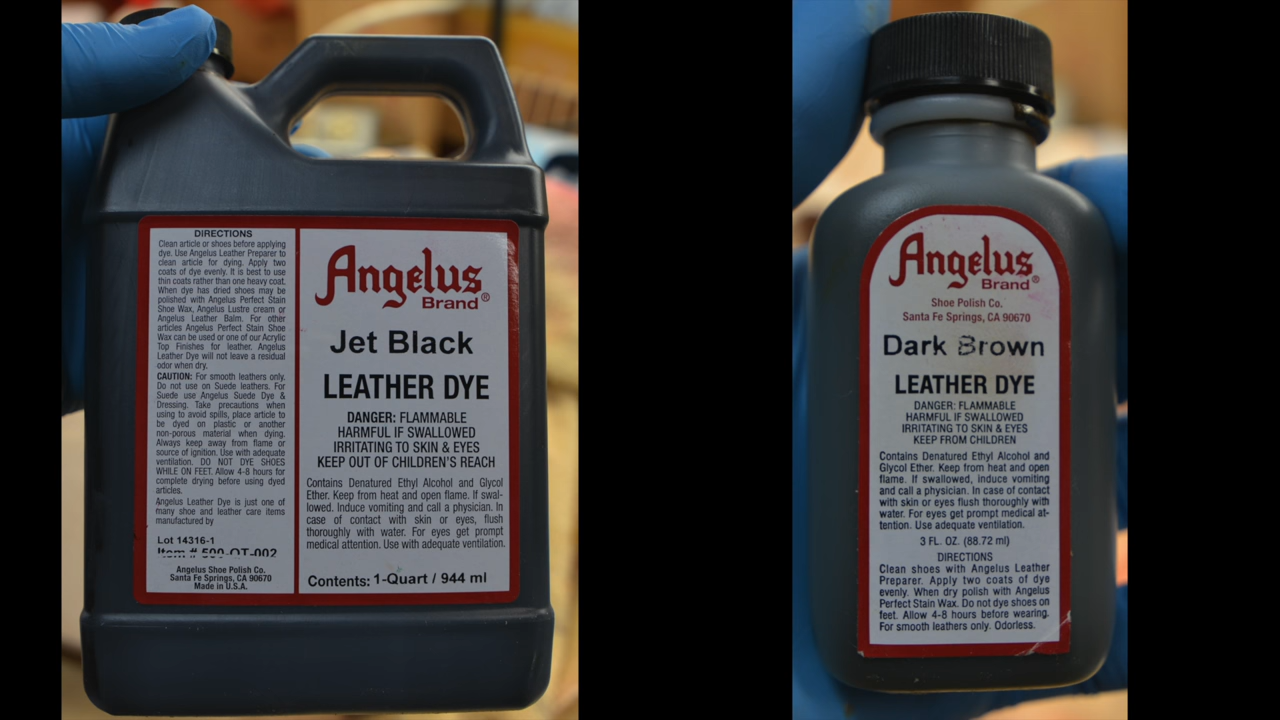 DIRECTIONS
Clean article or shoes before applying
dye. Use Angelus Leather Preparer to
clean article for dying. Apply two
coats of dye evenly. It is best to use
thin coats rather than one heavy coat.
When dye has dried shoes may be
polished with Angelus Perfect Stain
Shoe Wax, Angelus Lustre cream or
Angelus Leather Balm. For other
articles Angelus Perfect Stain Shoe
Wax can be used or one of our Acrylic
Top Finishes for leather. Angelus
Leather Dye will not leave a residual
odor when dry.
CAUTION: For smooth leathers only.
Do not use on Suede leathers. For
Suede use Angelus Suede Dye &
Dressing. Take precautions when
using to avoid spills, place article to
be dyed on plastic or another
non-porous material when dying.
Always keep away from flame or
source of ignition. Use with adequate
ventilation. DO NOT DYE SHOES
WHILE ON FEET. Allow 4-8 hours for
complete drying before using dyed
articles.
Angelus Leather Dye is just one of
many shoe and leather care items
manufactured by
Lot 14316-1
Item # 500-QT-002
Angelus Shoe Polish Co.
Santa Fe Springs, CA 90670
Made in U.S.A.
Angelus
Brand®
Jet Black
LEATHER DYE
DANGER: FLAMMABLE
HARMFUL IF SWALLOWED
IRRITATING TO SKIN & EYES
KEEP OUT OF CHILDREN'S REACH
Contains Denatured Ethyl Alcohol and Glycol
Ether. Keep from heat and open flame. If swal-
lowed. Induce vomiting and call a physician. In
case of contact with skin or eyes, flush
thoroughly with water. For eyes get prompt
medical attention. Use with adequate ventilation.
Contents: 1-Quart / 944 ml
Angelus
Brand®
Shoe Polish Co.
Santa Fe Springs, CA 90670
Dark Brown
LEATHER DYE
DANGER: FLAMMABLE
HARMFUL IF SWALLOWED
IRRITATING TO SKIN & EYES
KEEP FROM CHILDREN
Contains Denatured Ethyl Alcohol and
Glycol Ether. Keep from heat and open
flame. If swallowed, Induce vomiting
and call a physician. In case of contact
with skin or eyes flush thoroughly with
water. For eyes get prompt medical at-
tention. Use adequate ventilation.
3 FL. OZ. (88.72 ml)
DIRECTIONS
Clean shoes with Angelus Leather
Preparer. Apply two coats of dye
evenly. When dry polish with Angelus
Perfect Stain Wax. Do not dye shoes on
feet. Allow 4-8 hours before wearing.
For smooth leathers only. Odorless.